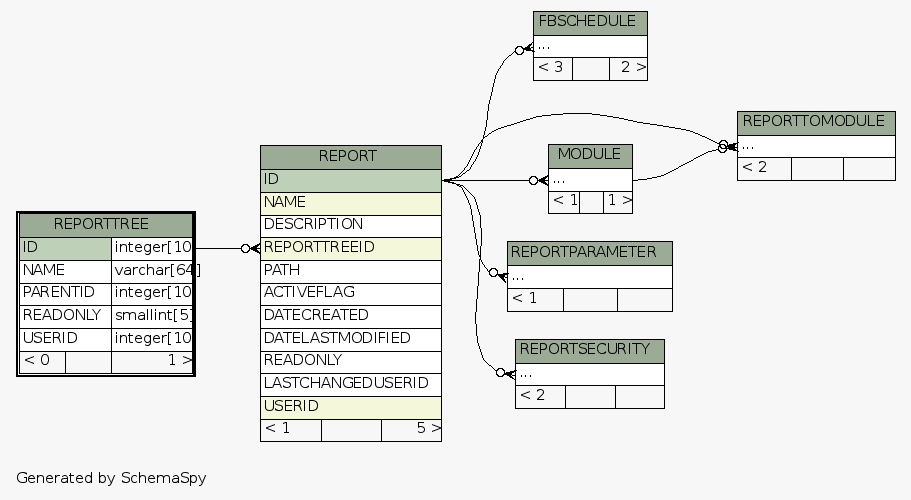 FBSCHEDULE
...
< 3 2 >
REPORTTOMODULE
...
< 2
MODULE
...
< 1 1 >
REPORT
ID
NAME
DESCRIPTION
REPORTTREEID
PATH
ACTIVEFLAG
DATECREATED
DATELASTMODIFIED
READONLY
LASTCHANGEDUSERID
USERID
< 1 5 >
REPORTTREE
ID integer[10
NAME varchar[64]
PARENTID integer[10
READONLY smallint[5]
USERID integer[10
< 0 1 >
REPORTPARAMETER
...
< 1
REPORTSECURITY
...
< 2
Generated by SchemaSpy